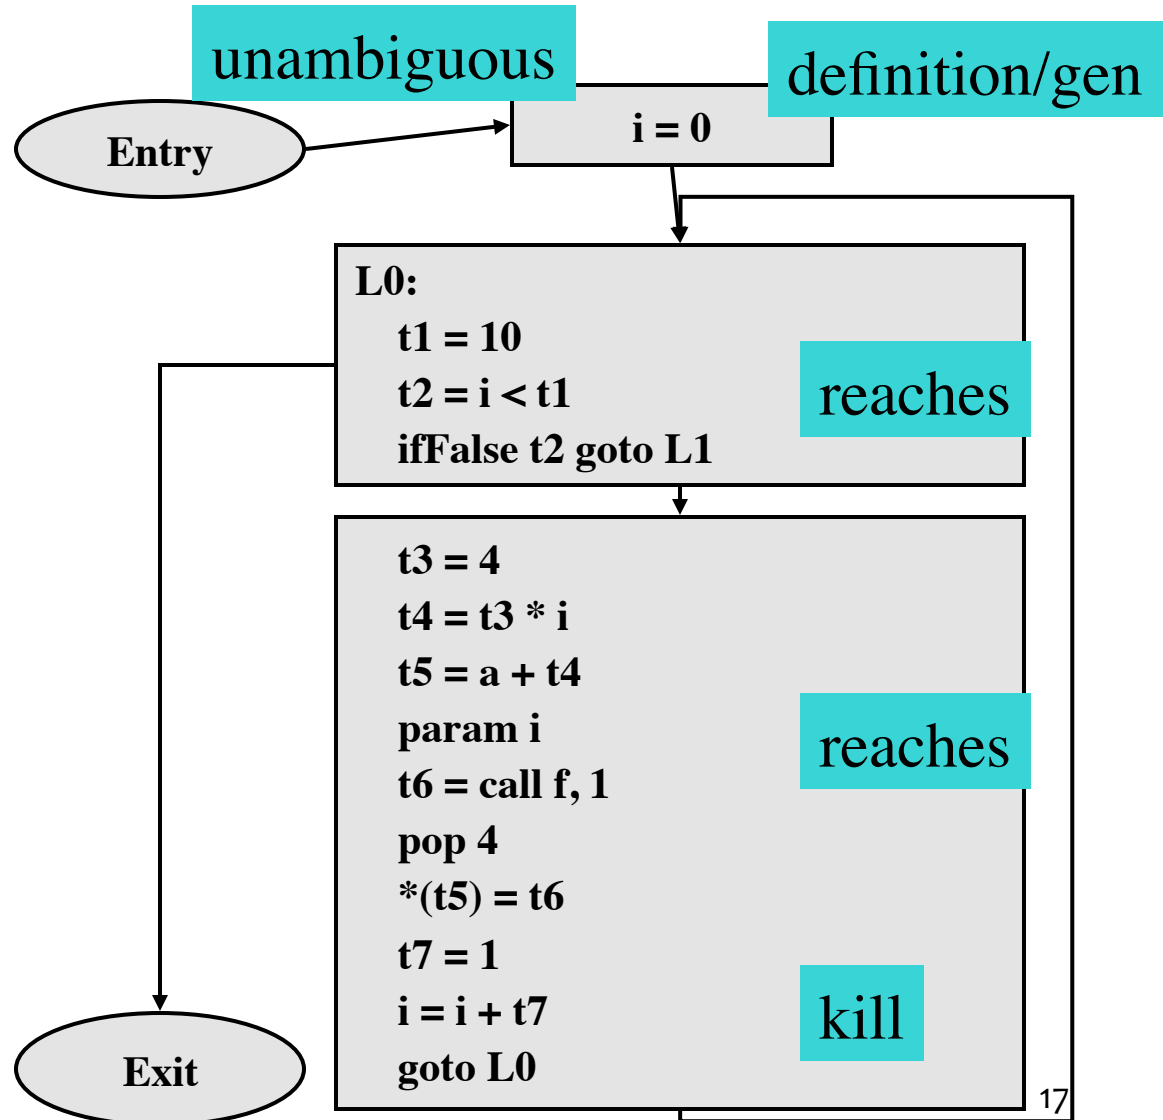 unambiguous
definition/gen
Entry
i = 0
L0:
t1 = 10
t2 = i < t1
ifFalse t2 goto L1
reaches
t3 = 4
t4 = t3 * i
t5 = a + t4
param i
t6 = call f, 1
pop 4
*(t5) = t6
t7 = 1
i = i + t7
goto L0
reaches
kill
Exit
17